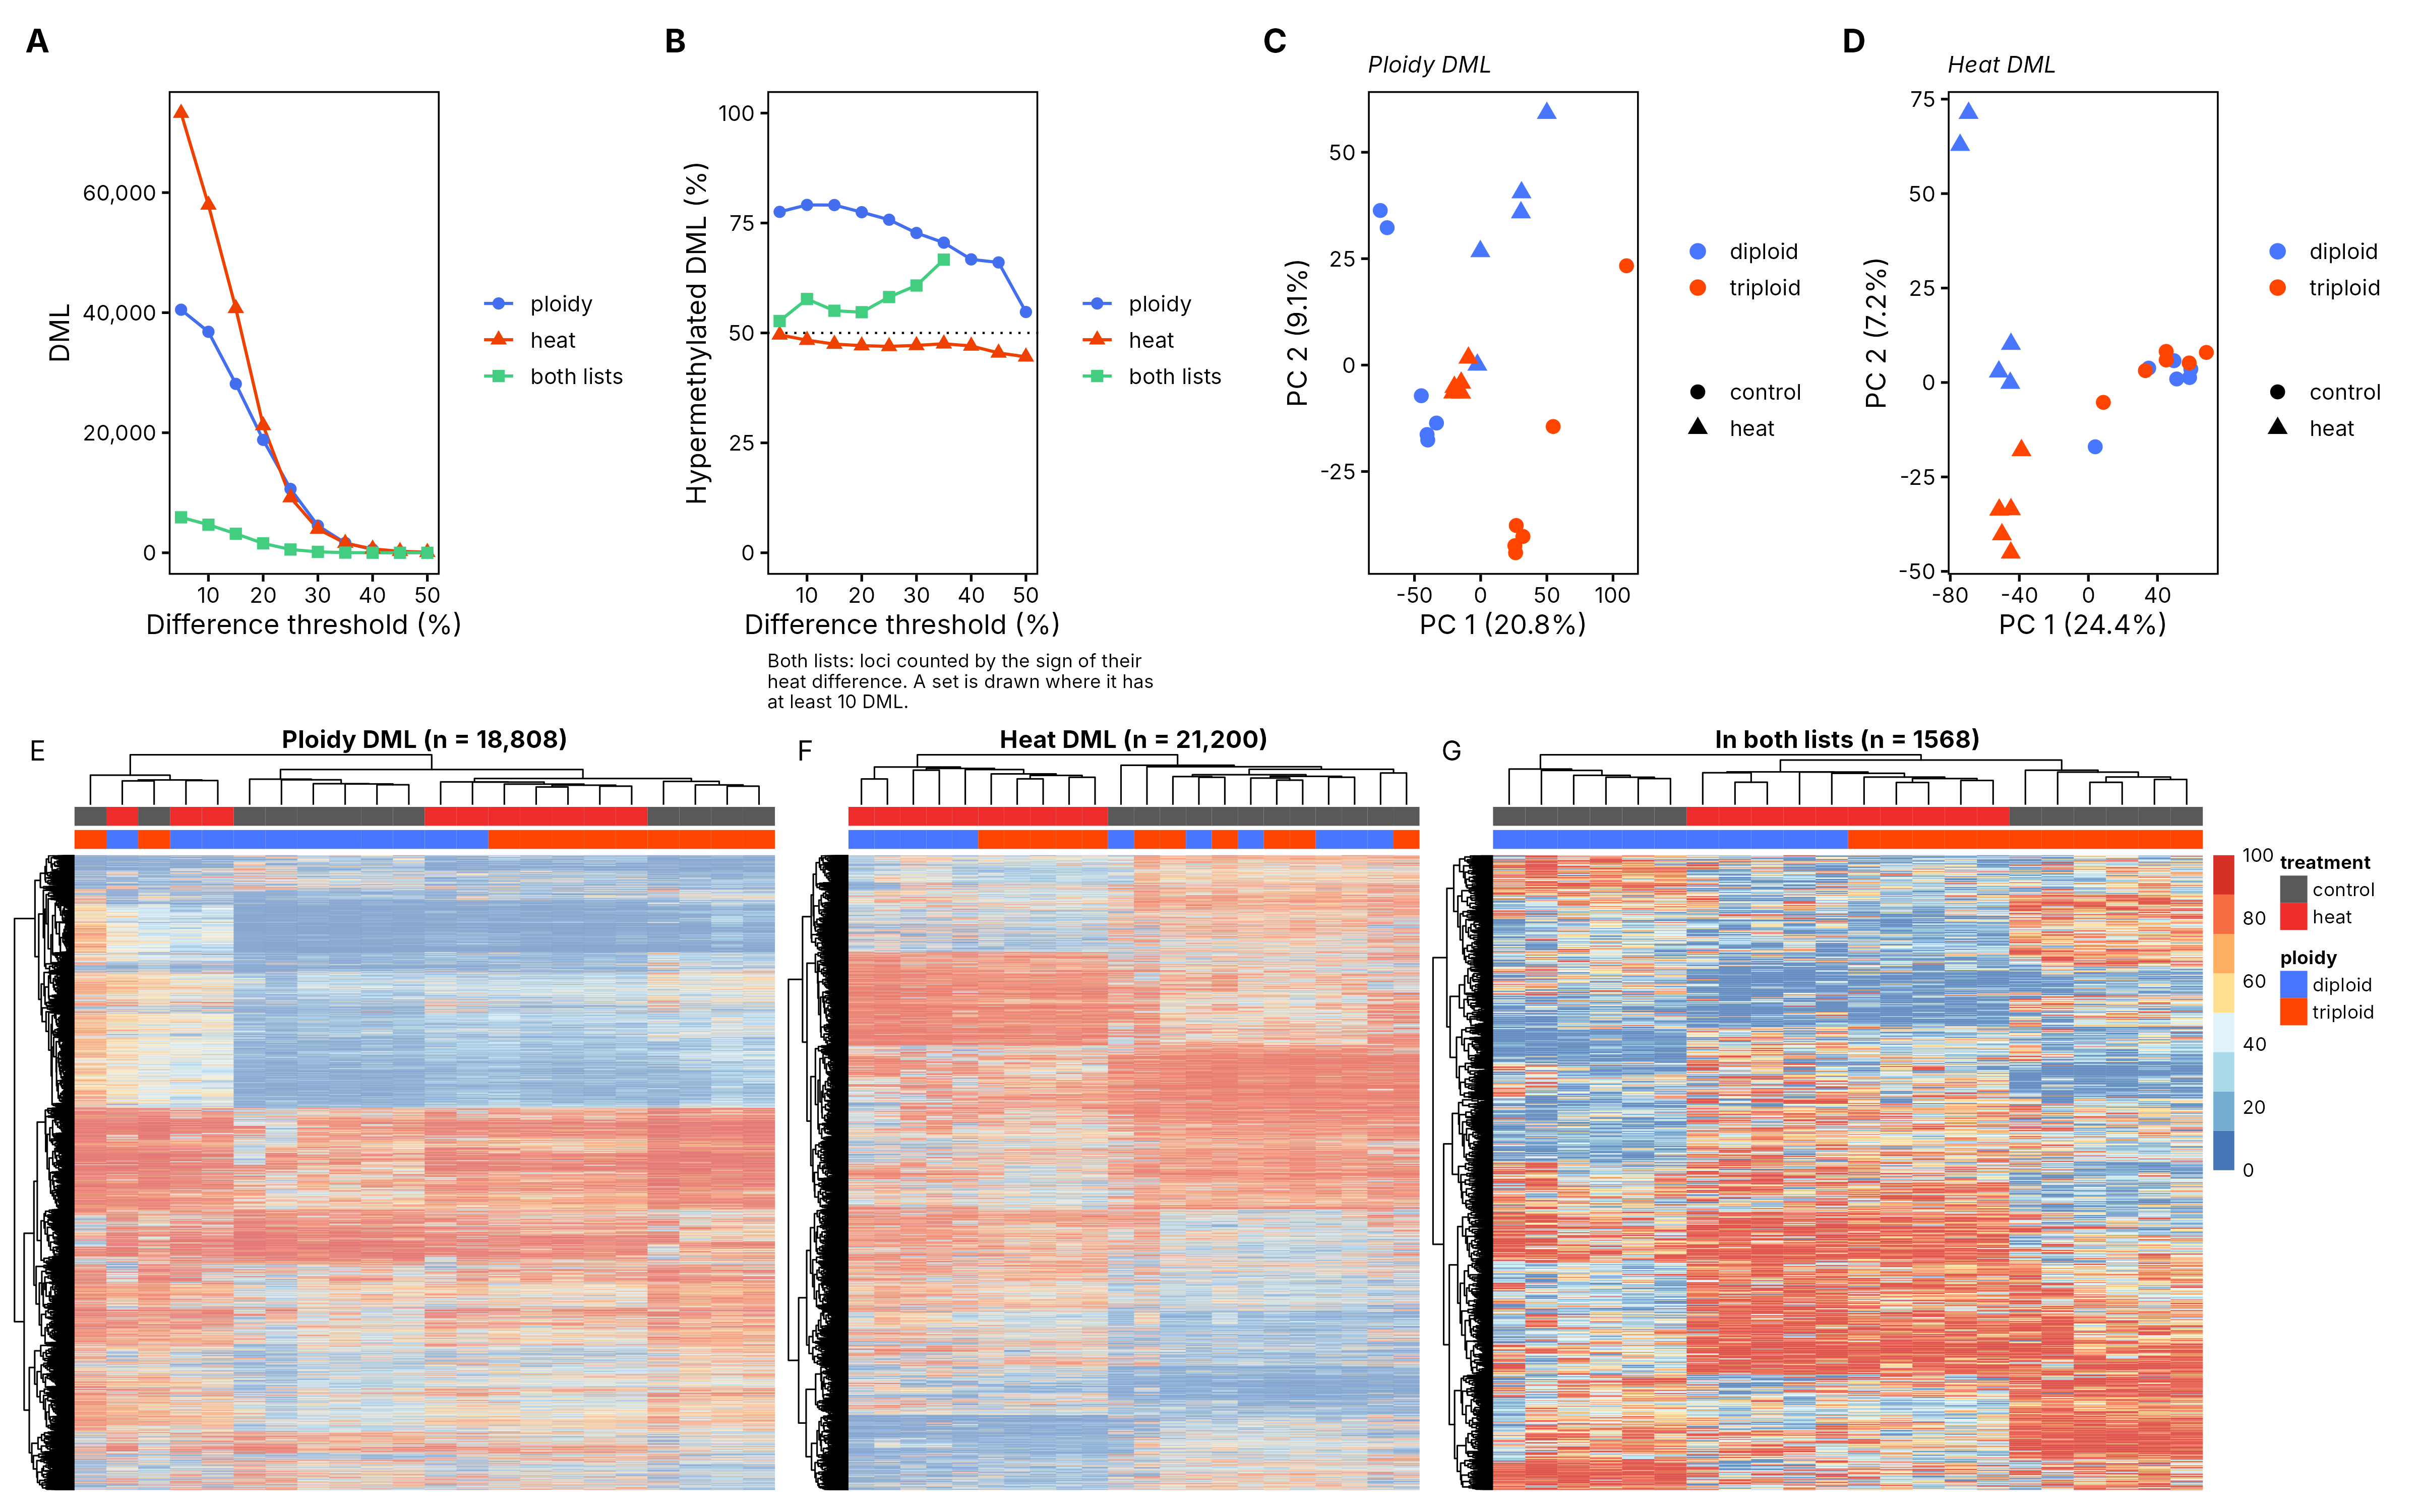 A
B
C
D
Ploidy DML
Heat DML
DML
60,000
40,000
20,000
0
10 20 30 40 50
Difference threshold (%)
ploidy
heat
both lists
Hypermethylated DML (%)
100
75
50
25
0
10 20 30 40 50
Difference threshold (%)
ploidy
heat
both lists
Both lists: loci counted by the sign of their
heat difference. A set is drawn where it has
at least 10 DML.
PC 2 (9.1%)
50
25
0
-25
-50 0 50 100
PC 1 (20.8%)
diploid
triploid
control
heat
PC 2 (7.2%)
75
50
25
0
-25
-50
-80 -40 0 40
PC 1 (24.4%)
diploid
triploid
control
heat
E
Ploidy DML (n = 18,808)
F
Heat DML (n = 21,200)
G
In both lists (n = 1568)
100
80
60
40
20
0
treatment
control
heat
ploidy
diploid
triploid